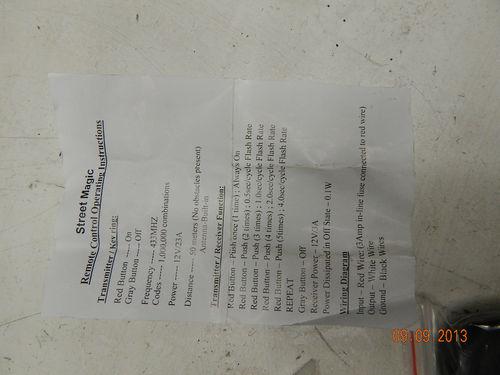 Street Magic
Remote Control Operating Instructions
Transmitter / Key ring:
Red Button ----- On
Gray Button ---- Off
Frequency ----- 433MHZ
Codes ----- 1,000,000 combinations
Power ----- 12V/23A
Distance ----- 50 meters (No obstacles present)
Antenna-Built-in
Transmitter / Receiver Function:
Red Button – Push once (1 time) ; Always On
Red Button – Push (2 times) ; 0.5sec/cycle Flash Rate
Red Button – Push (3 times) ; 1.0sec/cycle Flash Rate
Red Button – Push (4 times) ; 2.0sec/cycle Flash Rate
Red Button – Push (5times) ; 4.0sec/cycle Flash Rate
REPEAT
Gray Button – Off
Receiver Power – 12V/3A
Power Dissipated in Off State – 0.1W
Wiring Diagram
Input – Red Wire: (3Amp in-line fuse connected to red wire)
Output – White Wire
Ground – Black Wires
09.09.2013